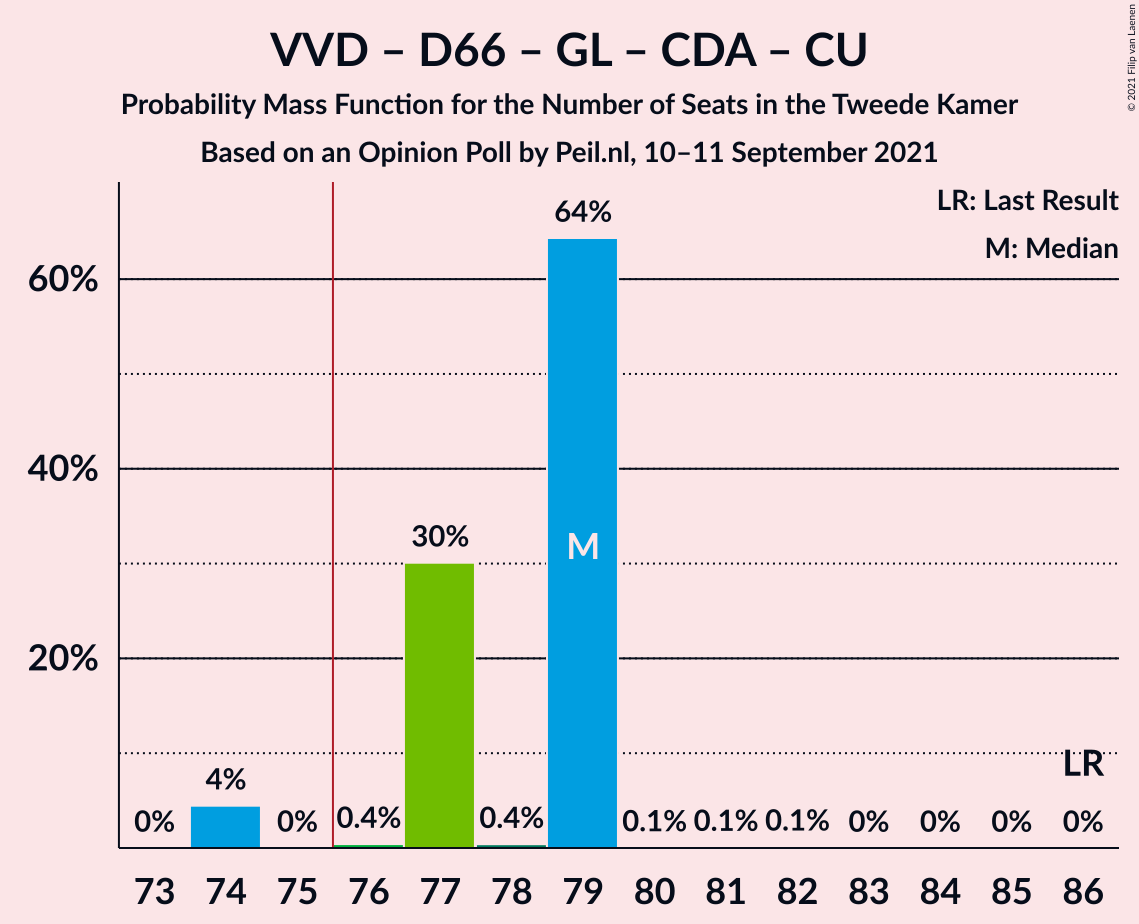 VVD – D66 – GL – CDA – CU
Probability Mass Function for the Number of Seats in the Tweede Kamer
Based on an Opinion Poll by Peil.nl, 10–11 September 2021
© 2021 Filip van Laenen
LR: Last Result
M: Median
60%
40%
20%
0%
4%
0%
0.4%
30%
0.4%
64%
0.1%
0.1%
0.1%
0%
0%
0%
0%
M
LR
73 74 75 76 77 78 79 80 81 82 83 84 85 86